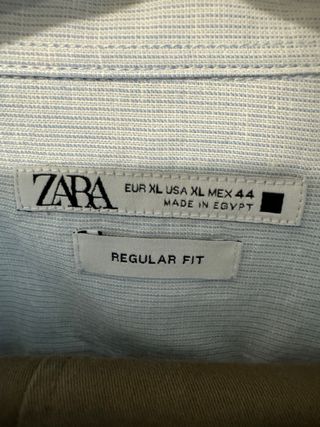 ZARA
EUR XL USA XL MEX 44
MADE IN EGYPT
REGULAR FIT